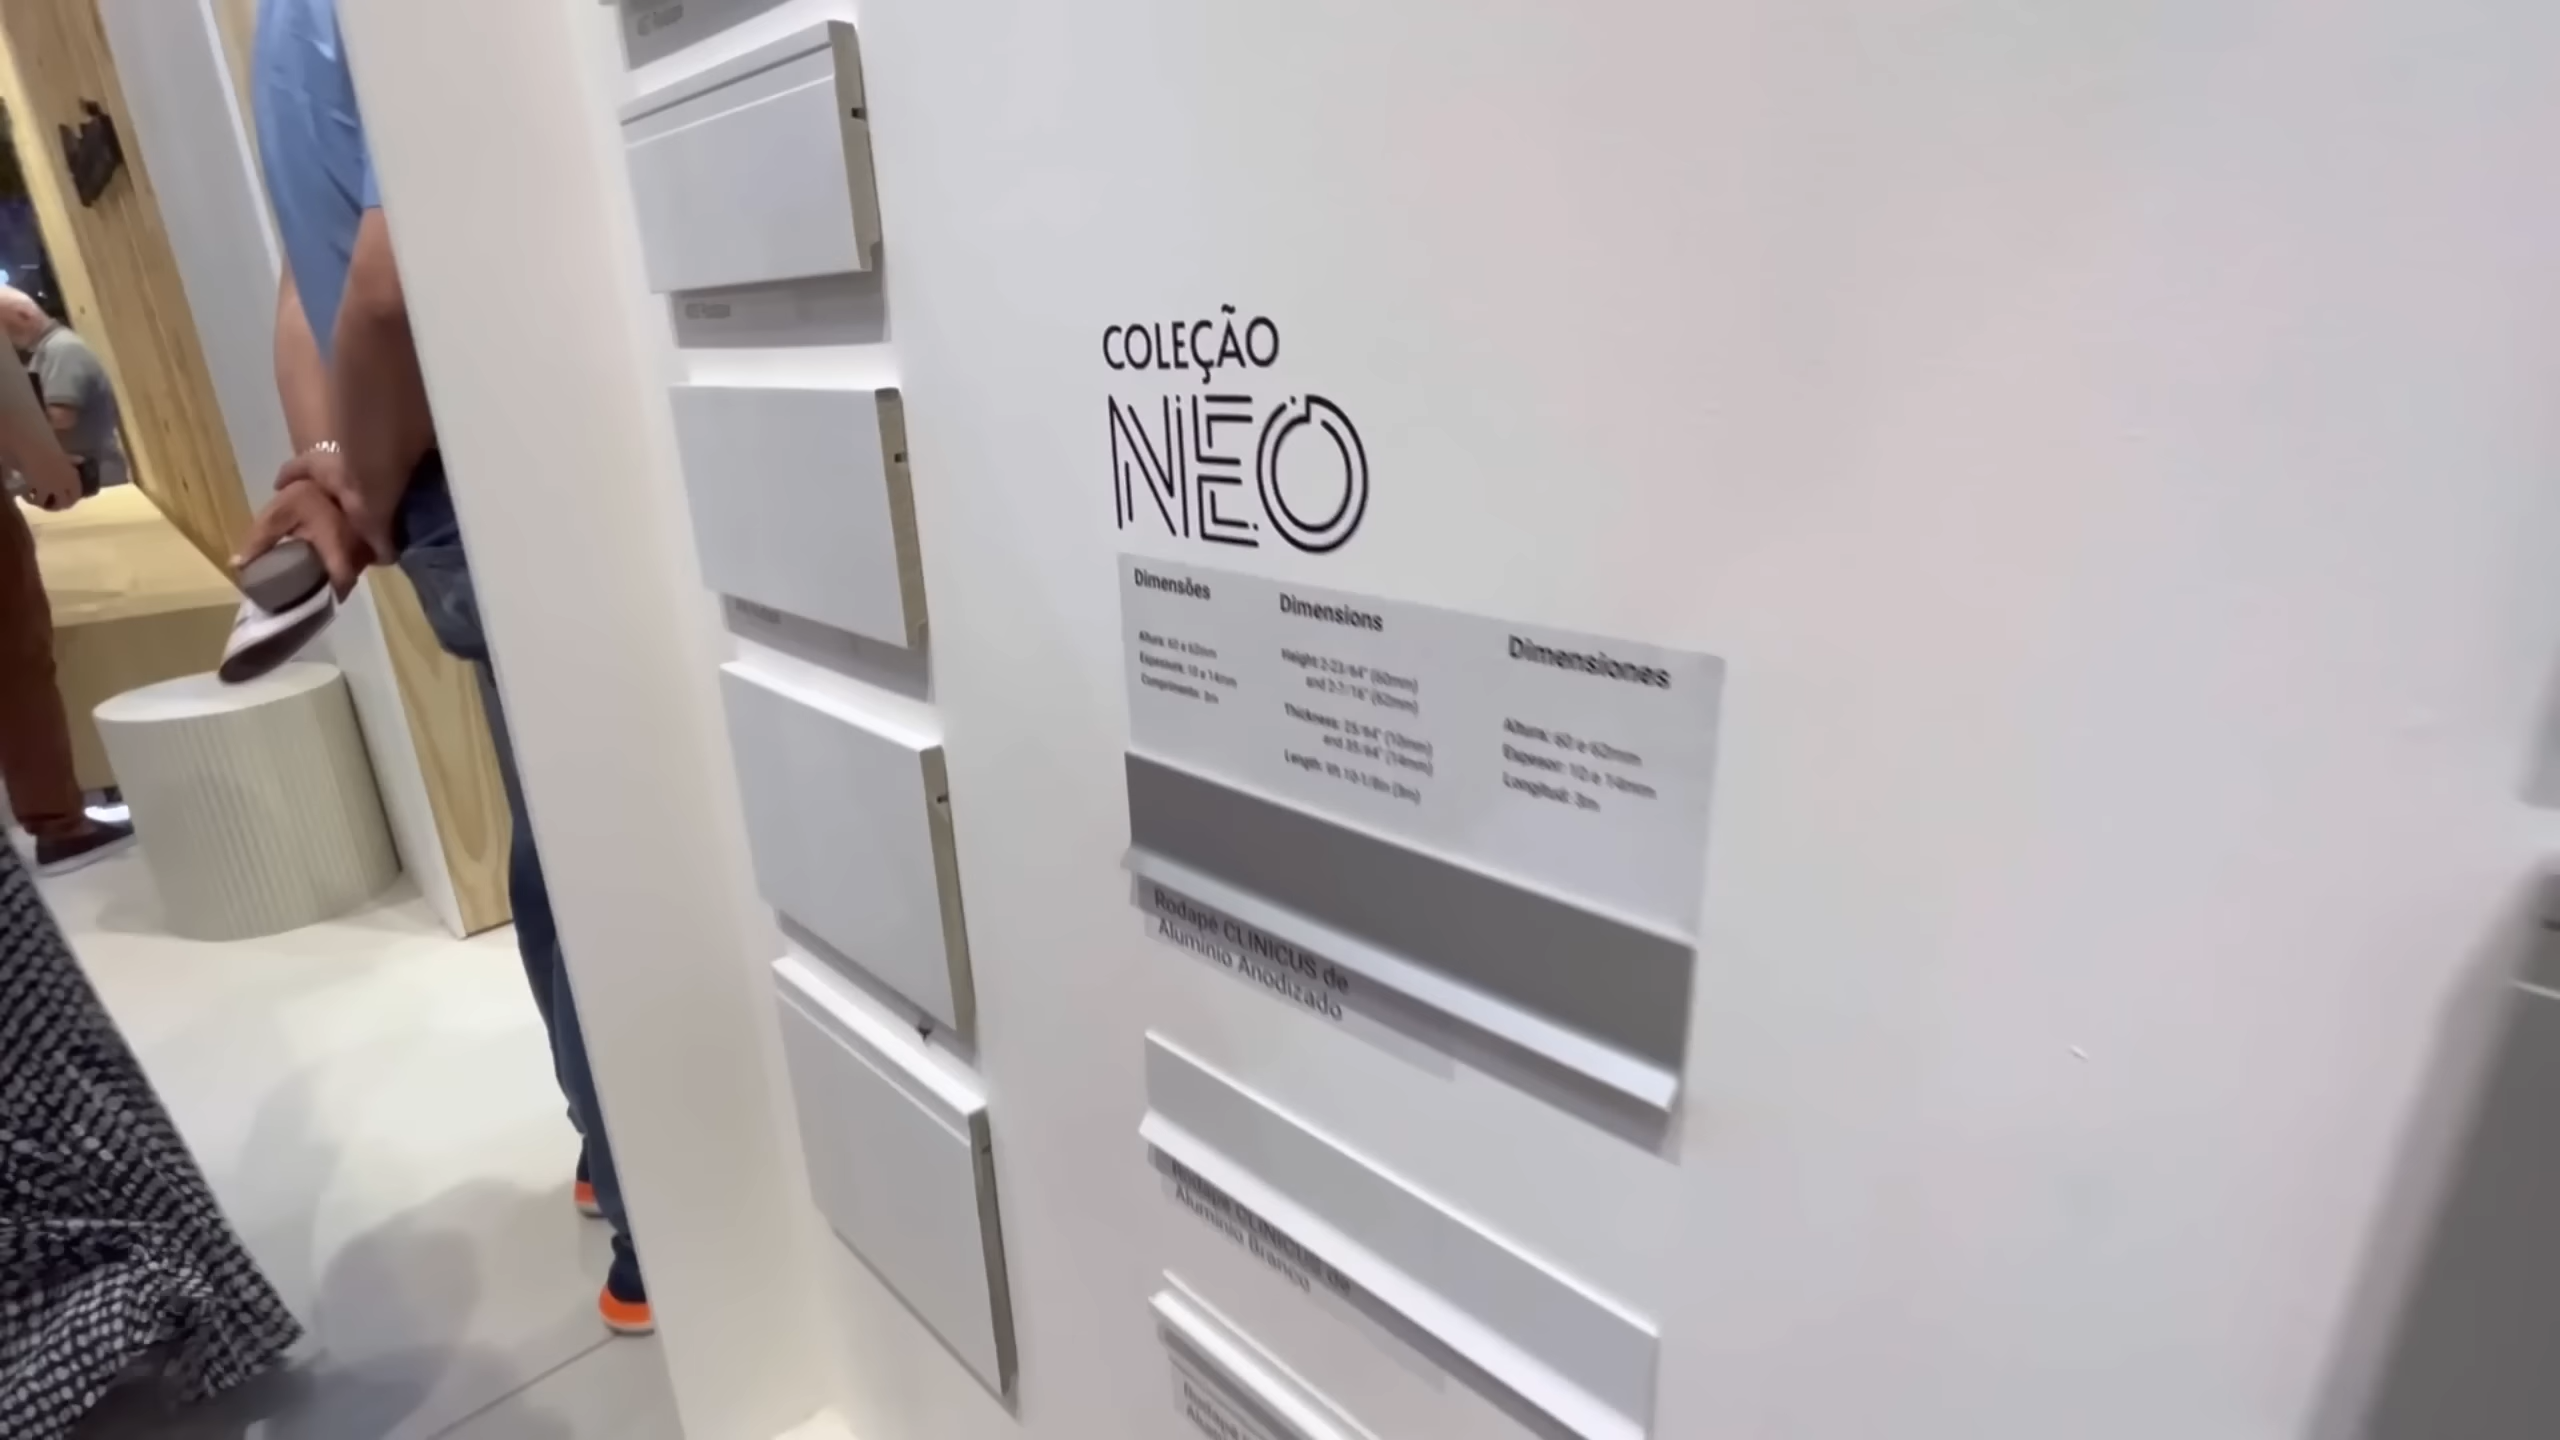 COLEÇÃO
NEO
Dimensões
Altura: 60 e 62mm
Espessura: 10 e 14mm
Comprimento: 3m
Dimensions
Height: 2-23/64" (60mm)
and 2-7/16" (62mm)
Thickness: 25/64" (10mm)
and 35/64" (14mm)
Length: 9ft 10-1/8in (3m)
Dimensiones
Altura: 60 e 62mm
Espesor: 10 e 14mm
Longitud: 3m
Rodapé CLINICUS de
Alumínio Anodizado
Rodapé CLINICUS de
Alumínio Branco
Rodapé